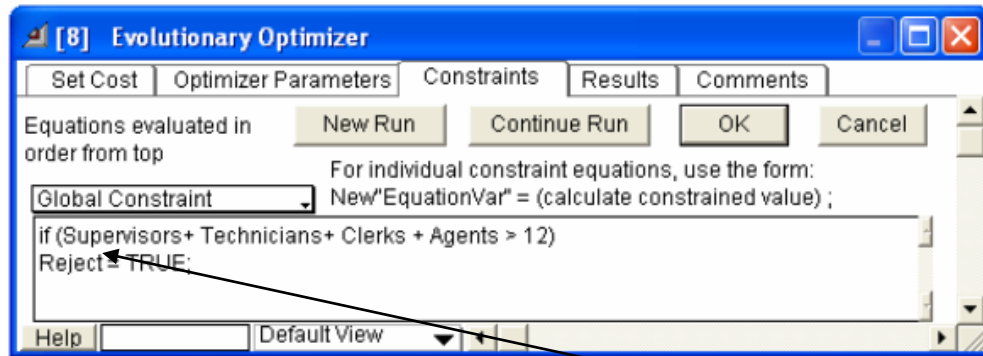 [8] Evolutionary Optimizer
Set Cost Optimizer Parameters Constraints Results Comments
Equations evaluated in
order from top
New Run Continue Run OK Cancel
For individual constraint equations, use the form:
New"EquationVar" = (calculate constrained value) ;
Global Constraint
if (Supervisors+ Technicians+ Clerks + Agents > 12)
Reject = TRUE;
Help Default View